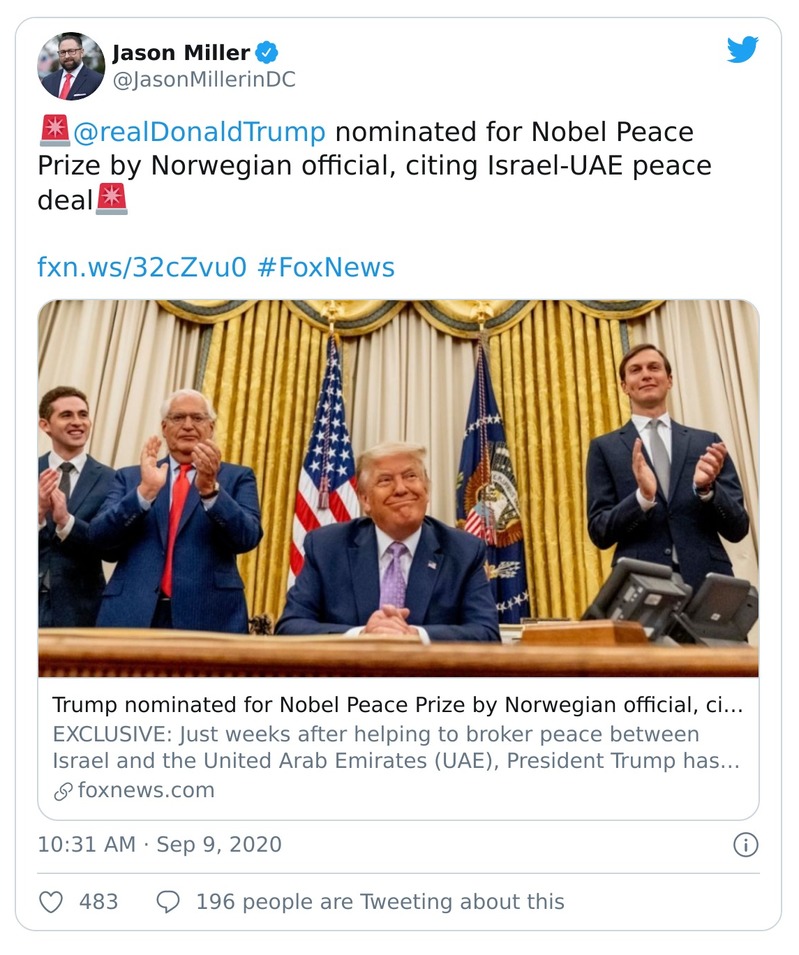 Jason Miller
@JasonMillerinDC
🚨@realDonaldTrump nominated for Nobel Peace
Prize by Norwegian official, citing Israel-UAE peace
deal🚨
fxn.ws/32cZvu0 #FoxNews
Trump nominated for Nobel Peace Prize by Norwegian official, ci...
EXCLUSIVE: Just weeks after helping to broker peace between
Israel and the United Arab Emirates (UAE), President Trump has...
foxnews.com
10:31 AM · Sep 9, 2020
483 196 people are Tweeting about this